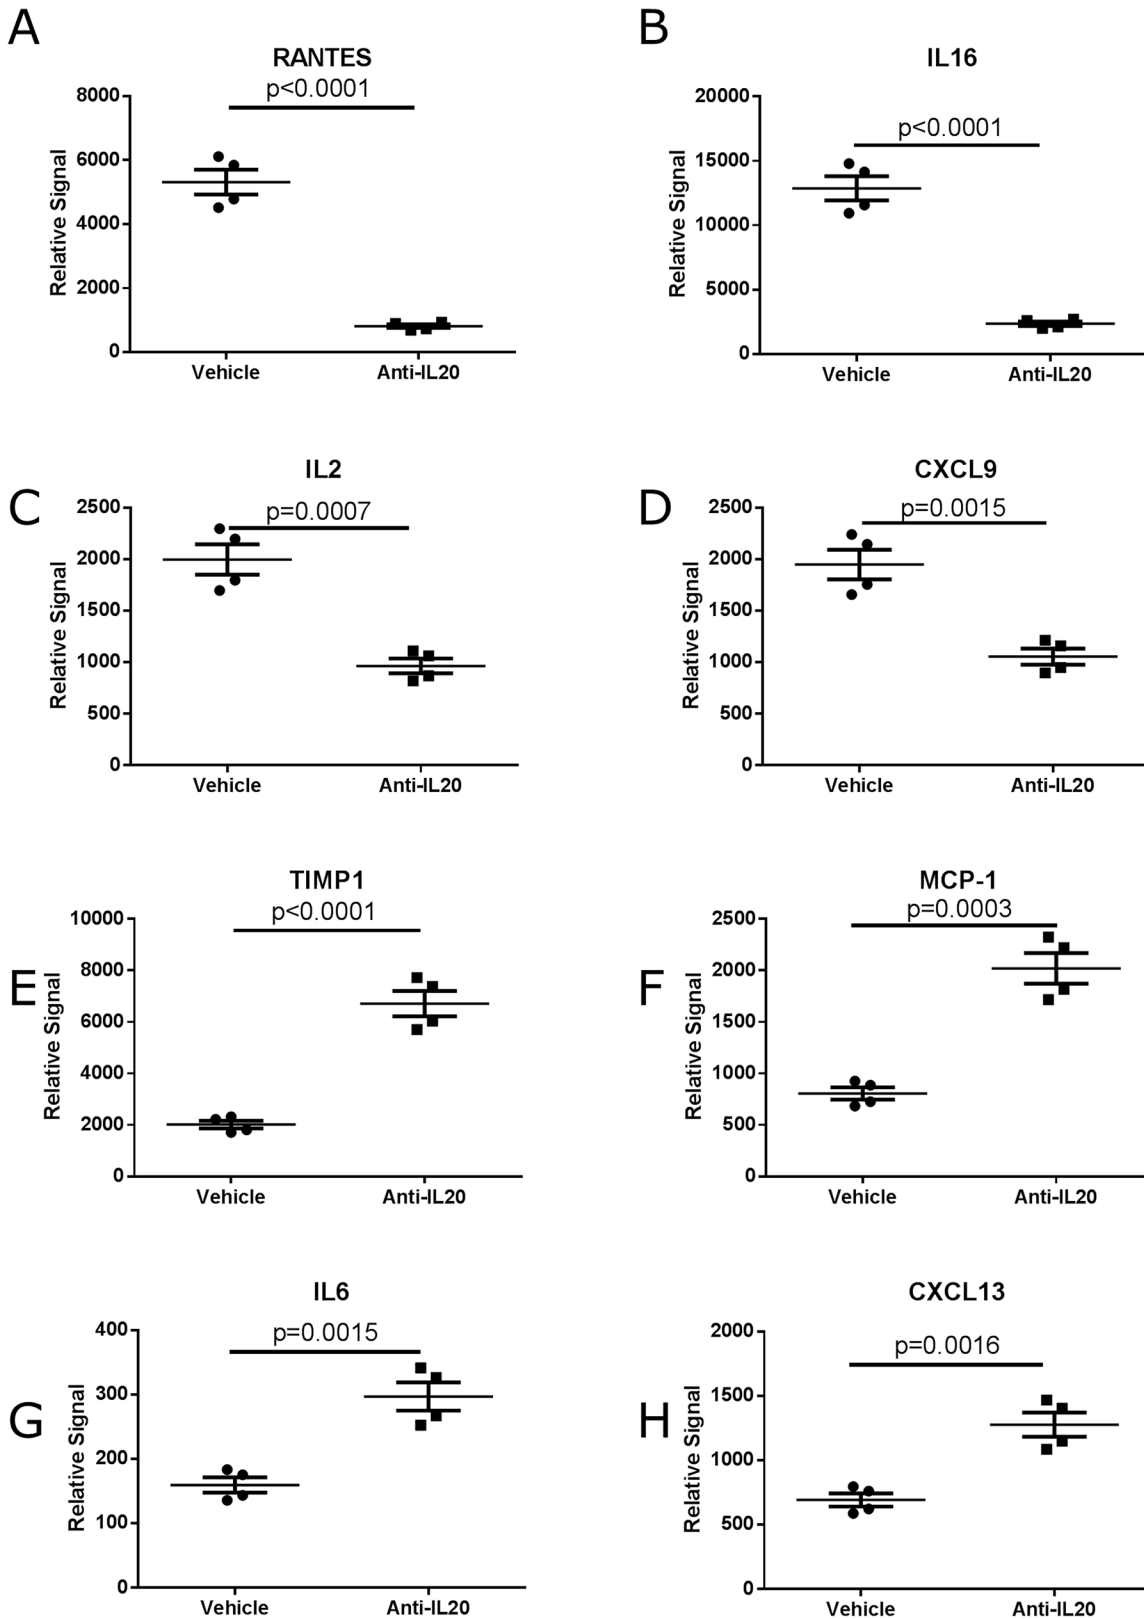 A
RANTES
p<0.0001
8000
6000
4000
2000
0
Relative Signal
Vehicle Anti-IL20
B
IL16
p<0.0001
20000
15000
10000
5000
0
Relative Signal
Vehicle Anti-IL20
C
IL2
p=0.0007
2500
2000
1500
1000
500
0
Relative Signal
Vehicle Anti-IL20
D
CXCL9
p=0.0015
2500
2000
1500
1000
500
0
Relative Signal
Vehicle Anti-IL20
E
TIMP1
p<0.0001
10000
8000
6000
4000
2000
0
Relative Signal
Vehicle Anti-IL20
F
MCP-1
p=0.0003
2500
2000
1500
1000
500
0
Relative Signal
Vehicle Anti-IL20
G
IL6
p=0.0015
400
300
200
100
0
Relative Signal
Vehicle Anti-IL20
H
CXCL13
p=0.0016
2000
1500
1000
500
0
Relative Signal
Vehicle Anti-IL20